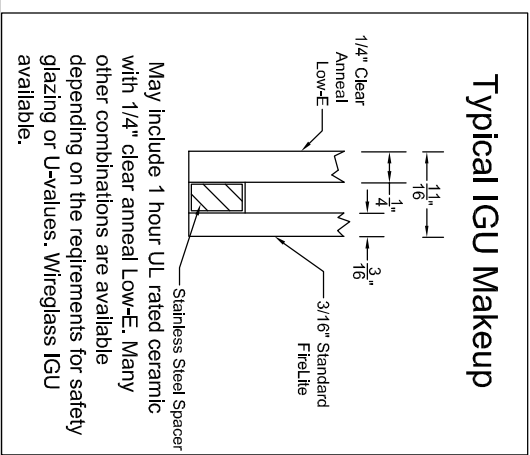 Typical IGU Makeup
11"
16
1"
4
3"
16
1/4" Clear
Anneal
Low-E
3/16" Standard
FireLite
Stainless Steel Spacer
May include 1 hour UL rated ceramic
with 1/4" clear anneal Low-E. Many
other combinations are available
depending on the reqirements for safety
glazing or U-values. Wireglass IGU
available.